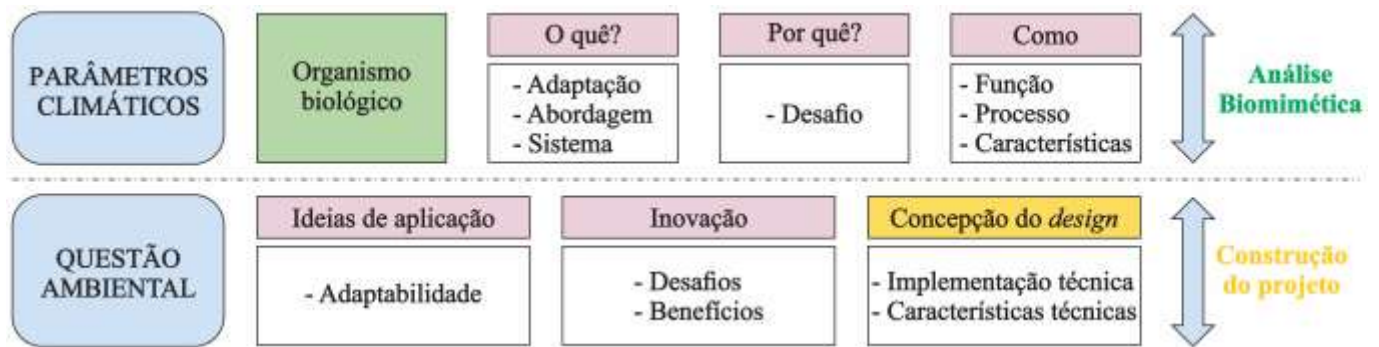 PARÂMETROS
CLIMÁTICOS
Organismo
biológico
O quê?
- Adaptação
- Abordagem
- Sistema
Por quê?
- Desafio
Como
- Função
- Processo
- Características
Análise
Biomimética
QUESTÃO
AMBIENTAL
Ideias de aplicação
- Adaptabilidade
Inovação
- Desafios
- Benefícios
Concepção do design
- Implementação técnica
- Características técnicas
Construção
do projeto